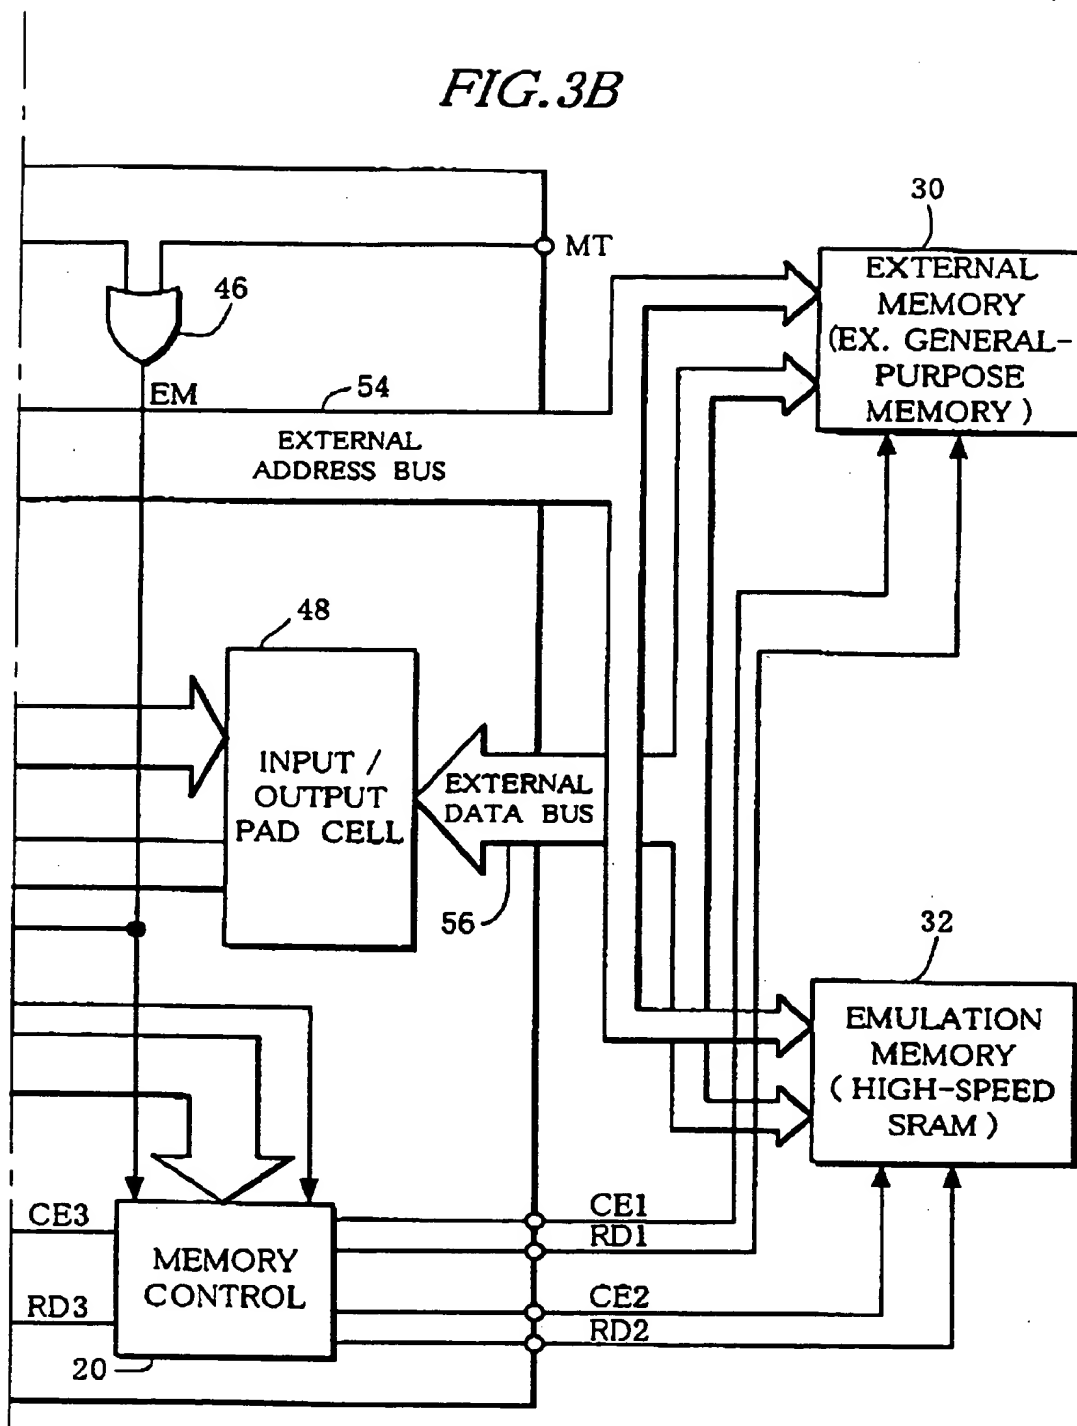 FIG.3B
30
MT
EXTERNAL
MEMORY
(EX. GENERAL-
PURPOSE
MEMORY)
46
EM
54
EXTERNAL
ADDRESS BUS
48
INPUT /
OUTPUT
PAD CELL
EXTERNAL
DATA BUS
56
32
EMULATION
MEMORY
(HIGH-SPEED
SRAM)
CE3
RD3
MEMORY
CONTROL
20
CE1
RD1
CE2
RD2